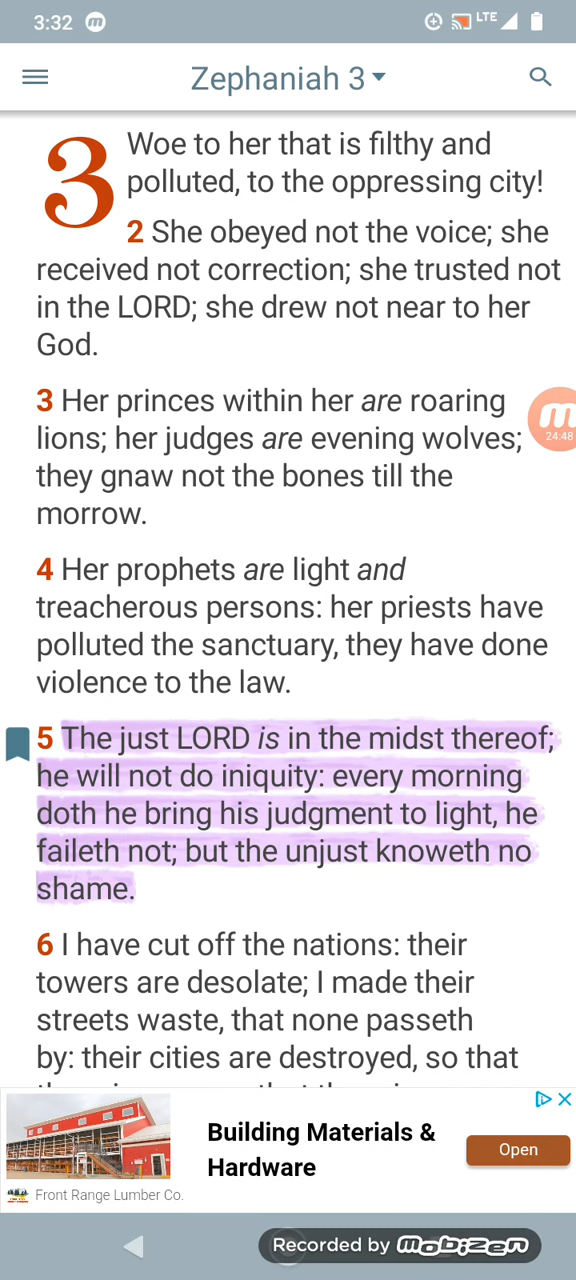 3:32
LTE
Zephaniah 3
3 Woe to her that is filthy and
polluted, to the oppressing city!
2 She obeyed not the voice; she
received not correction; she trusted not
in the LORD; she drew not near to her
God.
3 Her princes within her are roaring
lions; her judges are evening wolves;
they gnaw not the bones till the
morrow.
24:48
4 Her prophets are light and
treacherous persons: her priests have
polluted the sanctuary, they have done
violence to the law.
5 The just LORD is in the midst thereof;
he will not do iniquity: every morning
doth he bring his judgment to light, he
faileth not; but the unjust knoweth no
shame.
6 I have cut off the nations: their
towers are desolate; I made their
streets waste, that none passeth
by: their cities are destroyed, so that
Building Materials &
Hardware
Open
Front Range Lumber Co.
Recorded by mobizen